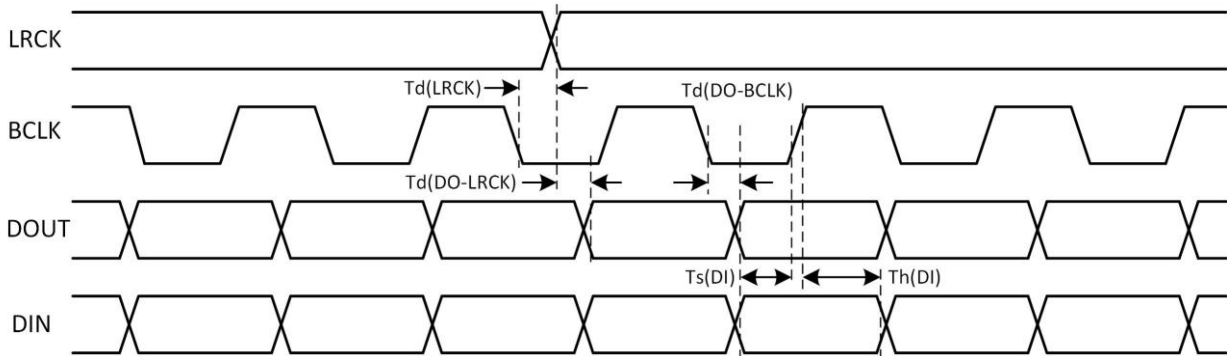 LRCK
Td(LRCK)
Td(DO-BCLK)
BCLK
Td(DO-LRCK)
DOUT
Ts(DI)
Th(DI)
DIN